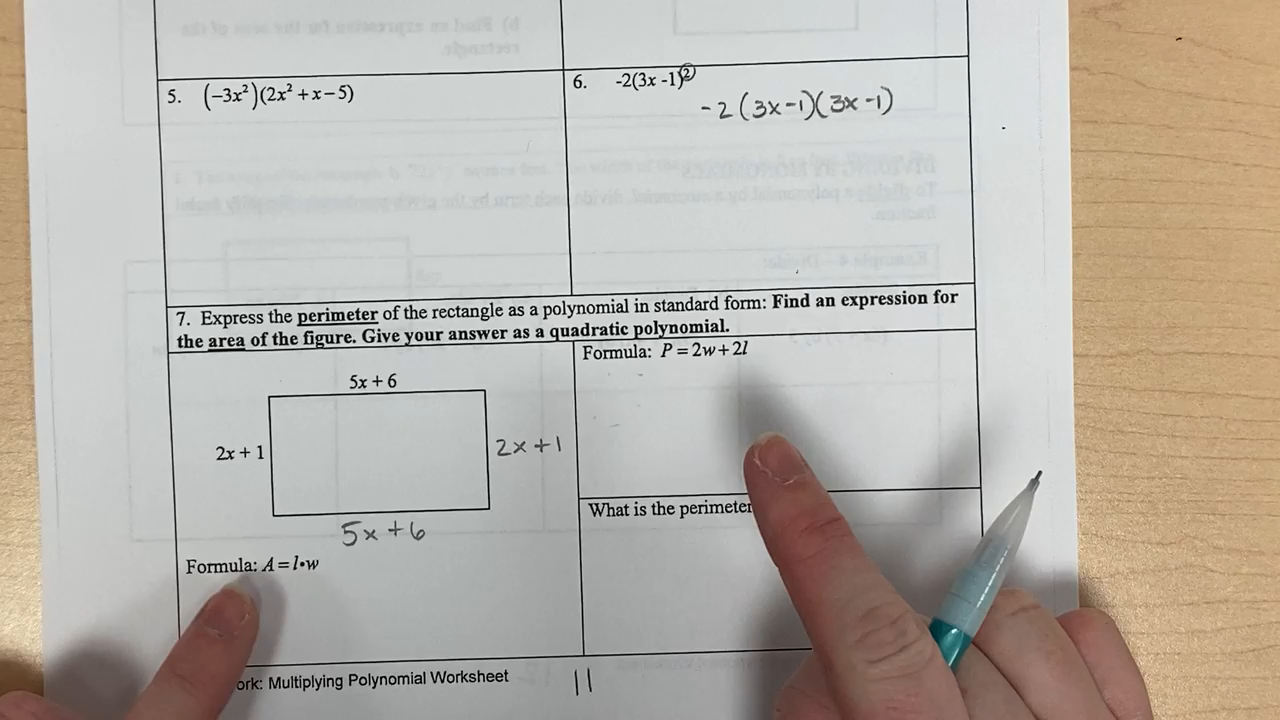 5. (−3x²)(2x² + x − 5)
6. -2(3x -1)²
-2(3x-1)(3x-1)
7. Express the perimeter of the rectangle as a polynomial in standard form: Find an expression for
the area of the figure. Give your answer as a quadratic polynomial.
Formula: P = 2w + 2l
5x + 6
2x + 1
2x+1
5x+6
What is the perimeter
Formula: A = l•w
ork: Multiplying Polynomial Worksheet
11